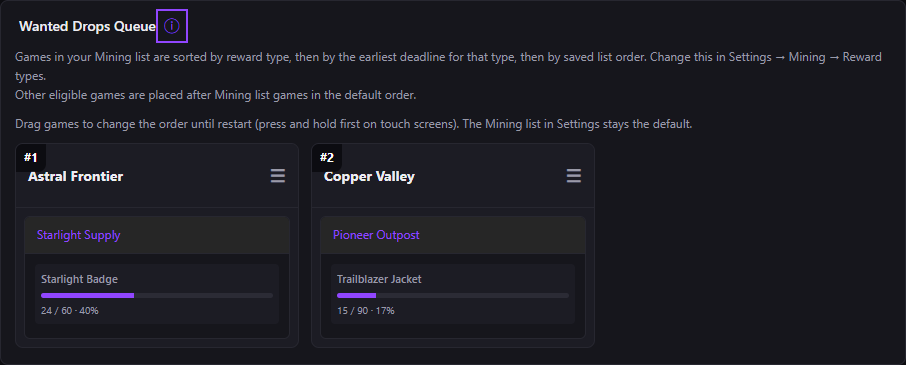 Wanted Drops Queue
Games in your Mining list are sorted by reward type, then by the earliest deadline for that type, then by saved list order. Change this in Settings → Mining → Reward
types.
Other eligible games are placed after Mining list games in the default order.
Drag games to change the order until restart (press and hold first on touch screens). The Mining list in Settings stays the default.
#1
Astral Frontier
Starlight Supply
Starlight Badge
24 / 60 · 40%
#2
Copper Valley
Pioneer Outpost
Trailblazer Jacket
15 / 90 · 17%